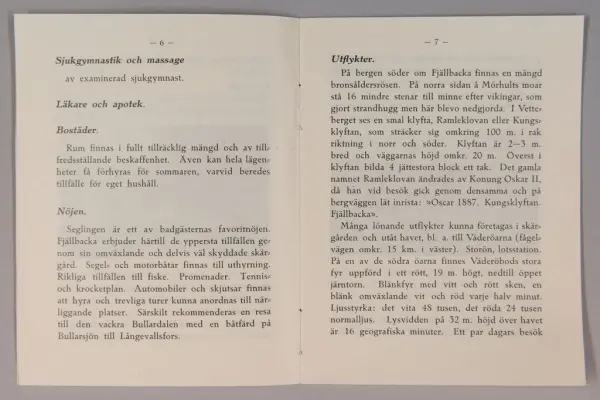 — 6 —
Sjukgymnastik och massage
av examinerad sjukgymnast.
Läkare och apotek.
Bostäder.
Rum finnas i fullt tillräcklig mängd och av till-
fredsställande beskaffenhet. Även kan hela lägen-
heter få förhyras för sommaren, varvid beredes
tillfälle för eget hushåll.
Nöjen.
Seglingen är ett av badgästernas favoritnöjen.
Fjällbacka erbjuder härtill de yppersta tillfällen ge-
nom sin omväxlande och delvis väl skyddade skär-
gård. Segel- och motorbåtar finnas till uthyrning.
Rikliga tillfällen till fiske. Promenader. Tennis-
och crocketplan. Automobiler och skjutsar finnas
att hyra och trevliga turer kunna anordnas till när-
liggande platser. Särskilt rekommenderas en resa
till den vackra Bullardalen med en båtfärd på
Bullarsjön till Långevallsfors.
— 7 —
Utflykter.
På bergen söder om Fjällbacka finnas en mängd
bronsåldersrösen. På norra sidan å Mörhults moar
stå 16 mindre stenar till minne efter vikingar, som
gjort strandhugg men här blevo nedgjorda. I Vette-
berget ses en smal klyfta, Ramleklovan eller Kungs-
klyftan, som sträcker sig omkring 100 m. i rak
riktning i norr och söder. Klyftan är 2—3 m.
bred och väggarnas höjd omkr. 20 m. Överst i
klyftan bilda 4 jättestora block ett tak. Det gamla
namnet Ramleklovan ändrades av Konung Oskar II,
då han vid besök gick genom densamma och på
bergväggen lät inrista: »Oscar 1887. Kungsklyftan.
Fjällbacka».
Många lönande utflykter kunna företagas i skär-
gården och utåt havet, bl. a. till Väderöarna (fågel-
vägen omkr. 15 km. i väster). Storön, lotsstation.
På en av de södra öarna finnes Väderöbods stora
fyr uppförd i ett rött, 19 m. högt, nedtill öppet
järntorn. Blänkfyr med vitt och rött sken, en
blänk omväxlande vit och röd varje halv minut.
Ljusstyrka: det vita 48 tusen, det röda 24 tusen
normalljus. Lysvidden på 32 m. höjd över havet
är 16 geografiska minuter. Ett par dagars besök